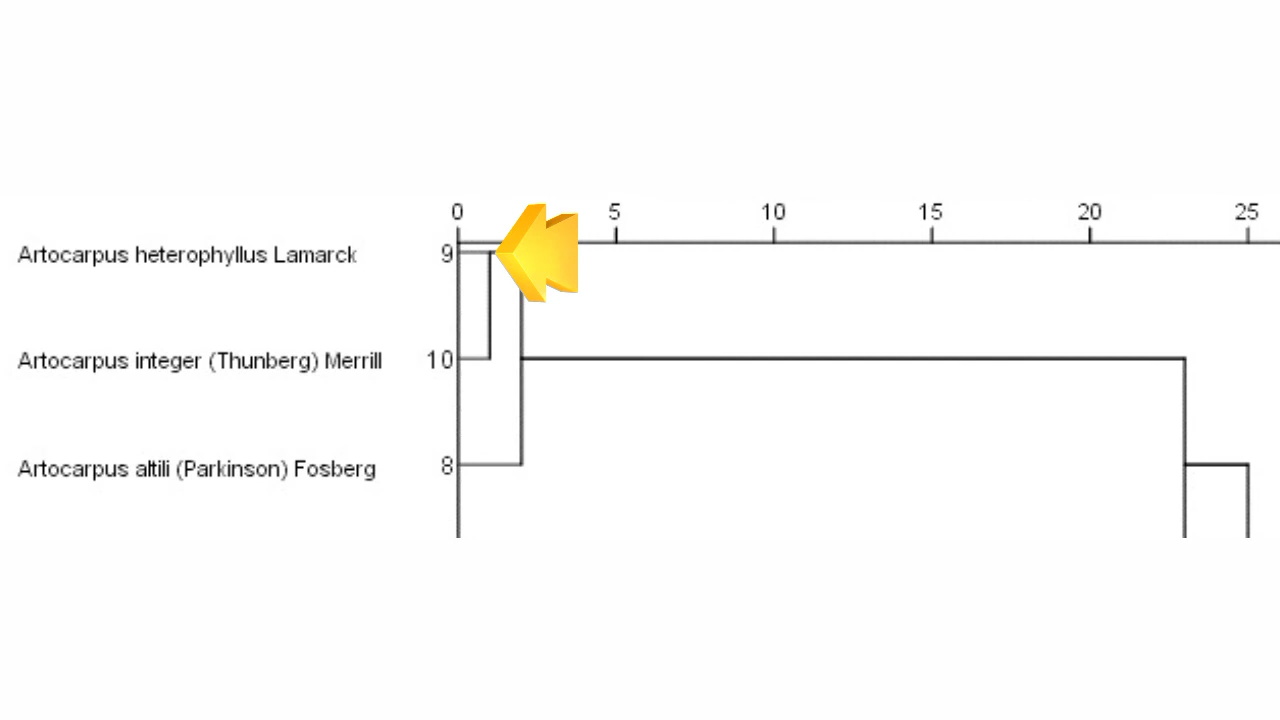 0 5 10 15 20 25
Artocarpus heterophyllus Lamarck 9
Artocarpus integer (Thunberg) Merrill 10
Artocarpus altili (Parkinson) Fosberg 8